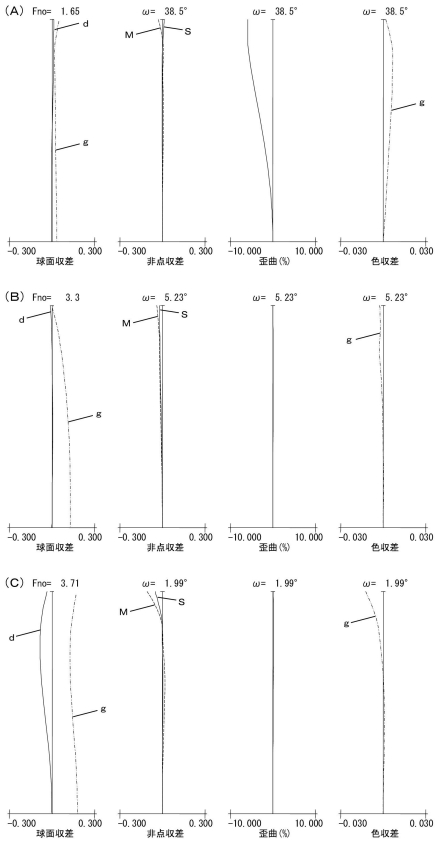 (A) Fno= 1.65 ω= 38.5° ω= 38.5° ω= 38.5°
d
M
S
g
g
-0.300 0.300 -0.300 0.300 -10.000 10.000 -0.030 0.030
球面収差 非点収差 歪曲(%) 色収差
(B) Fno= 3.3 ω= 5.23° ω= 5.23° ω= 5.23°
d
M
S
g
g
-0.300 0.300 -0.300 0.300 -10.000 10.000 -0.030 0.030
球面収差 非点収差 歪曲(%) 色収差
(C) Fno= 3.71 ω= 1.99° ω= 1.99° ω= 1.99°
d
M
S
g
g
-0.300 0.300 -0.300 0.300 -10.000 10.000 -0.030 0.030
球面収差 非点収差 歪曲(%) 色収差